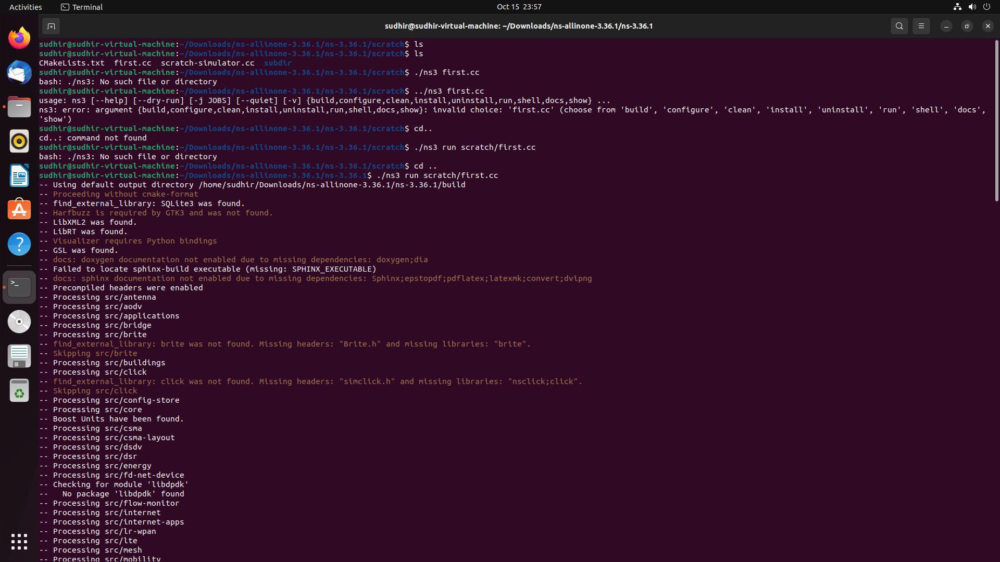 Activities
Terminal
Oct 15 23:57
sudhir@sudhir-virtual-machine: ~/Downloads/ns-allinone-3.36.1/ns-3.36.1
sudhir@sudhir-virtual-machine:~/Downloads/ns-allinone-3.36.1/ns-3.36.1/scratch$ ls
sudhir@sudhir-virtual-machine:~/Downloads/ns-allinone-3.36.1/ns-3.36.1/scratch$ ls
CMakeLists.txt  first.cc  scratch-simulator.cc  subdir
sudhir@sudhir-virtual-machine:~/Downloads/ns-allinone-3.36.1/ns-3.36.1/scratch$ ./ns3 first.cc
bash: ./ns3: No such file or directory
sudhir@sudhir-virtual-machine:~/Downloads/ns-allinone-3.36.1/ns-3.36.1/scratch$ ../ns3 first.cc
usage: ns3 [--help] [--dry-run] [-j JOBS] [--quiet] [-v] {build,configure,clean,install,uninstall,run,shell,docs,show} ...
ns3: error: argument {build,configure,clean,install,uninstall,run,shell,docs,show}: invalid choice: 'first.cc' (choose from 'build', 'configure', 'clean', 'install', 'uninstall', 'run', 'shell', 'docs',
'show')
sudhir@sudhir-virtual-machine:~/Downloads/ns-allinone-3.36.1/ns-3.36.1/scratch$ cd..
cd..: command not found
sudhir@sudhir-virtual-machine:~/Downloads/ns-allinone-3.36.1/ns-3.36.1/scratch$ ./ns3 run scratch/first.cc
bash: ./ns3: No such file or directory
sudhir@sudhir-virtual-machine:~/Downloads/ns-allinone-3.36.1/ns-3.36.1/scratch$ cd ..
sudhir@sudhir-virtual-machine:~/Downloads/ns-allinone-3.36.1/ns-3.36.1$ ./ns3 run scratch/first.cc
-- Using default output directory /home/sudhir/Downloads/ns-allinone-3.36.1/ns-3.36.1/build
-- Proceeding without cmake-format
-- find_external_library: SQLite3 was found.
-- Harfbuzz is required by GTK3 and was not found.
-- LibXML2 was found.
-- LibRT was found.
-- Visualizer requires Python bindings
-- GSL was found.
-- docs: doxygen documentation not enabled due to missing dependencies: doxygen;dia
-- Failed to locate sphinx-build executable (missing: SPHINX_EXECUTABLE)
-- docs: sphinx documentation not enabled due to missing dependencies: Sphinx;epstopdf;pdflatex;latexmk;convert;dvipng
-- Precompiled headers were enabled
-- Processing src/antenna
-- Processing src/aodv
-- Processing src/applications
-- Processing src/bridge
-- Processing src/brite
-- find_external_library: brite was not found. Missing headers: "Brite.h" and missing libraries: "brite".
-- Skipping src/brite
-- Processing src/buildings
-- Processing src/click
-- find_external_library: click was not found. Missing headers: "simclick.h" and missing libraries: "nsclick;click".
-- Skipping src/click
-- Processing src/config-store
-- Processing src/core
-- Boost Units have been found.
-- Processing src/csma
-- Processing src/csma-layout
-- Processing src/dsdv
-- Processing src/dsr
-- Processing src/energy
-- Processing src/fd-net-device
-- Checking for module 'libdpdk'
--   No package 'libdpdk' found
-- Processing src/flow-monitor
-- Processing src/internet
-- Processing src/internet-apps
-- Processing src/lr-wpan
-- Processing src/lte
-- Processing src/mesh
-- Processing src/mobility